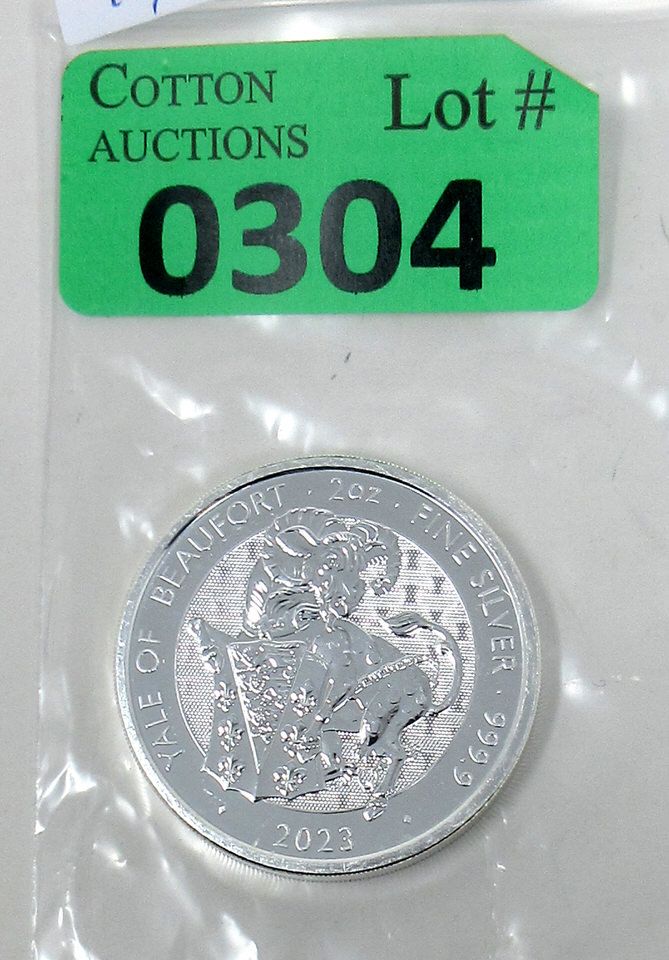 COTTON
AUCTIONS
Lot #
0304
YALE OF BEAUFORT · 2oz · FINE SILVER · 999.9
2023